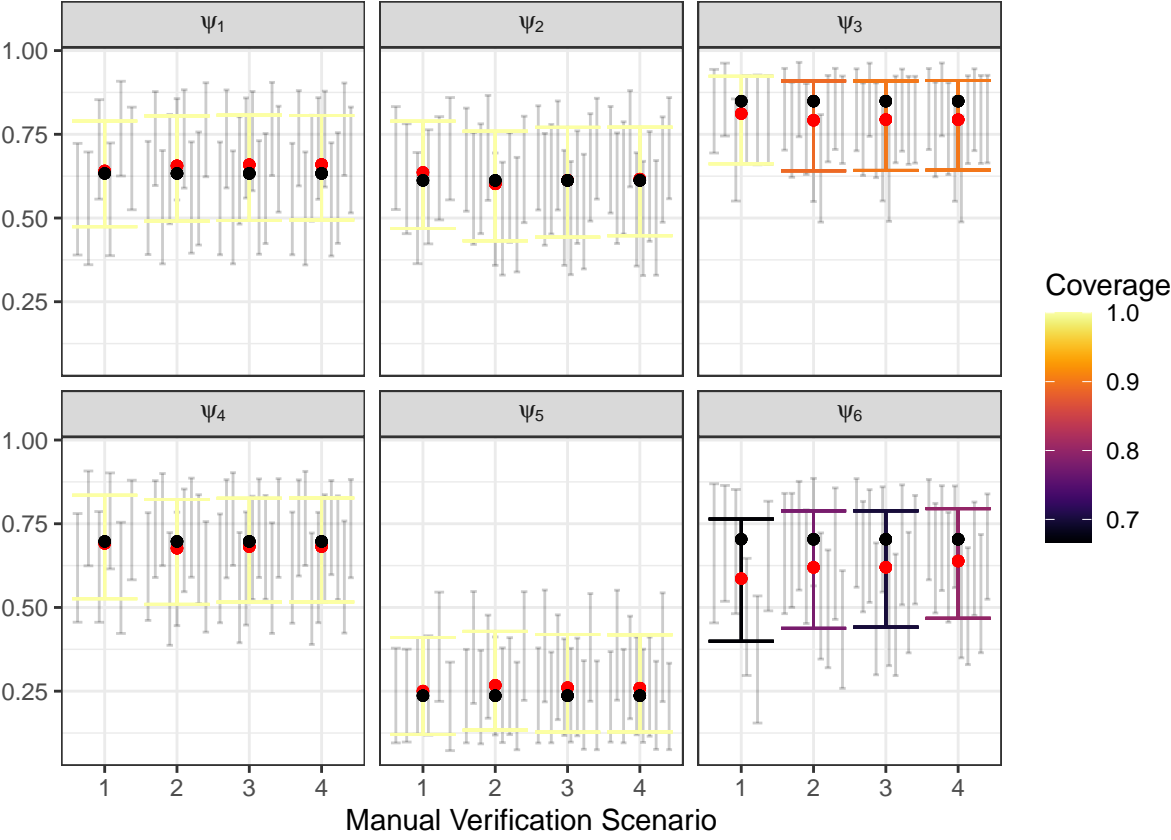 ψ1 ψ2 ψ3
1.00
0.75
0.50
0.25
ψ4 ψ5 ψ6
1.00
0.75
0.50
0.25
1 2 3 4 1 2 3 4 1 2 3 4
Manual Verification Scenario
Coverage
1.0
0.9
0.8
0.7